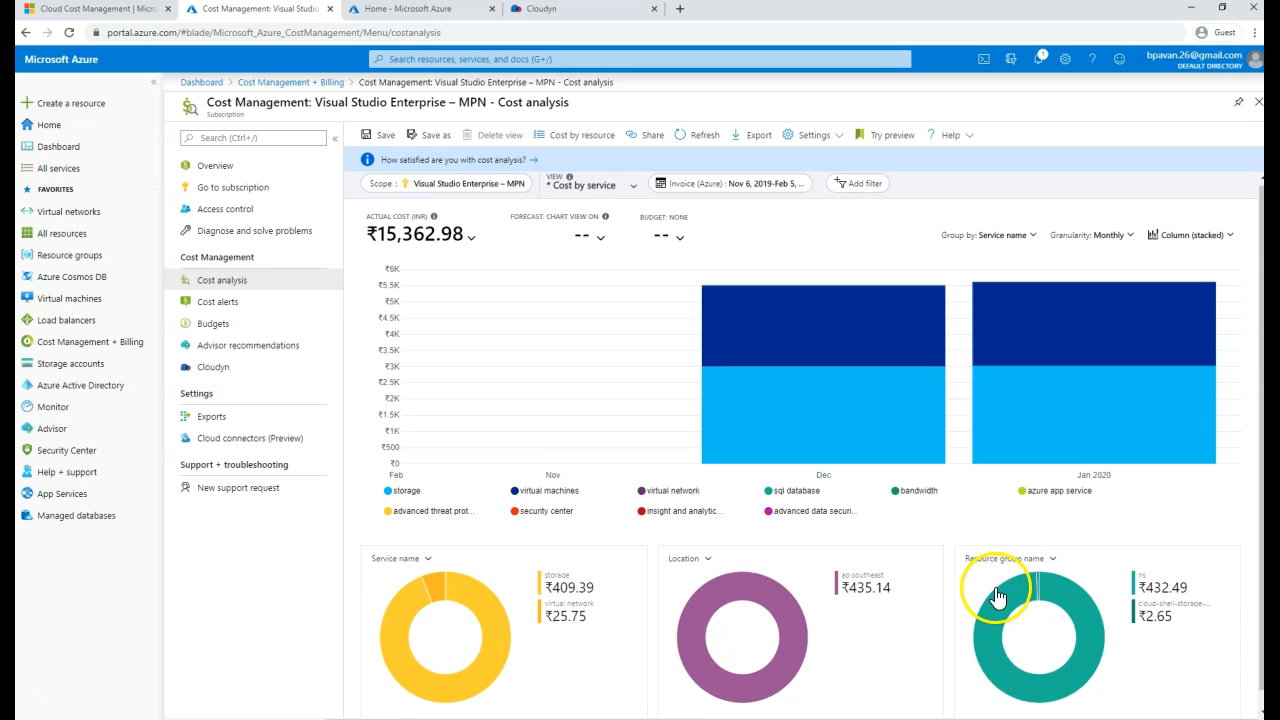 Cloud Cost Management | Micros
Cost Management: Visual Studio
Home - Microsoft Azure
Cloudyn
portal.azure.com/#blade/Microsoft_Azure_CostManagement/Menu/costanalysis
Guest
Microsoft Azure
Search resources, services, and docs (G+/)
1
bpavan.26@gmail.com
DEFAULT DIRECTORY
Dashboard > Cost Management + Billing > Cost Management: Visual Studio Enterprise – MPN - Cost analysis
Cost Management: Visual Studio Enterprise – MPN - Cost analysis
Subscription
Create a resource
Home
Dashboard
All services
FAVORITES
Virtual networks
All resources
Resource groups
Azure Cosmos DB
Virtual machines
Load balancers
Cost Management + Billing
Storage accounts
Azure Active Directory
Monitor
Advisor
Security Center
Help + support
App Services
Managed databases
Search (Ctrl+/)
Overview
Go to subscription
Access control
Diagnose and solve problems
Cost Management
Cost analysis
Cost alerts
Budgets
Advisor recommendations
Cloudyn
Settings
Exports
Cloud connectors (Preview)
Support + troubleshooting
New support request
Save Save as Delete view Cost by resource Share Refresh Export Settings Try preview Help
How satisfied are you with cost analysis? →
Scope : Visual Studio Enterprise – MPN
VIEW
* Cost by service
Invoice (Azure) : Nov 6, 2019-Feb 5, ...
Add filter
ACTUAL COST (INR)
₹15,362.98
FORECAST: CHART VIEW ON
--
BUDGET: NONE
--
Group by: Service name
Granularity: Monthly
Column (stacked)
₹6K
₹5.5K
₹5K
₹4.5K
₹4K
₹3.5K
₹3K
₹2.5K
₹2K
₹1.5K
₹1K
₹500
₹0
Feb Nov Dec Jan 2020
storage virtual machines virtual network sql database bandwidth azure app service
advanced threat prot... security center insight and analytic... advanced data securi...
Service name
storage
₹409.39
virtual network
₹25.75
Location
ap southeast
₹435.14
Resource group name
ns
₹432.49
cloud-shell-storage-...
₹2.65